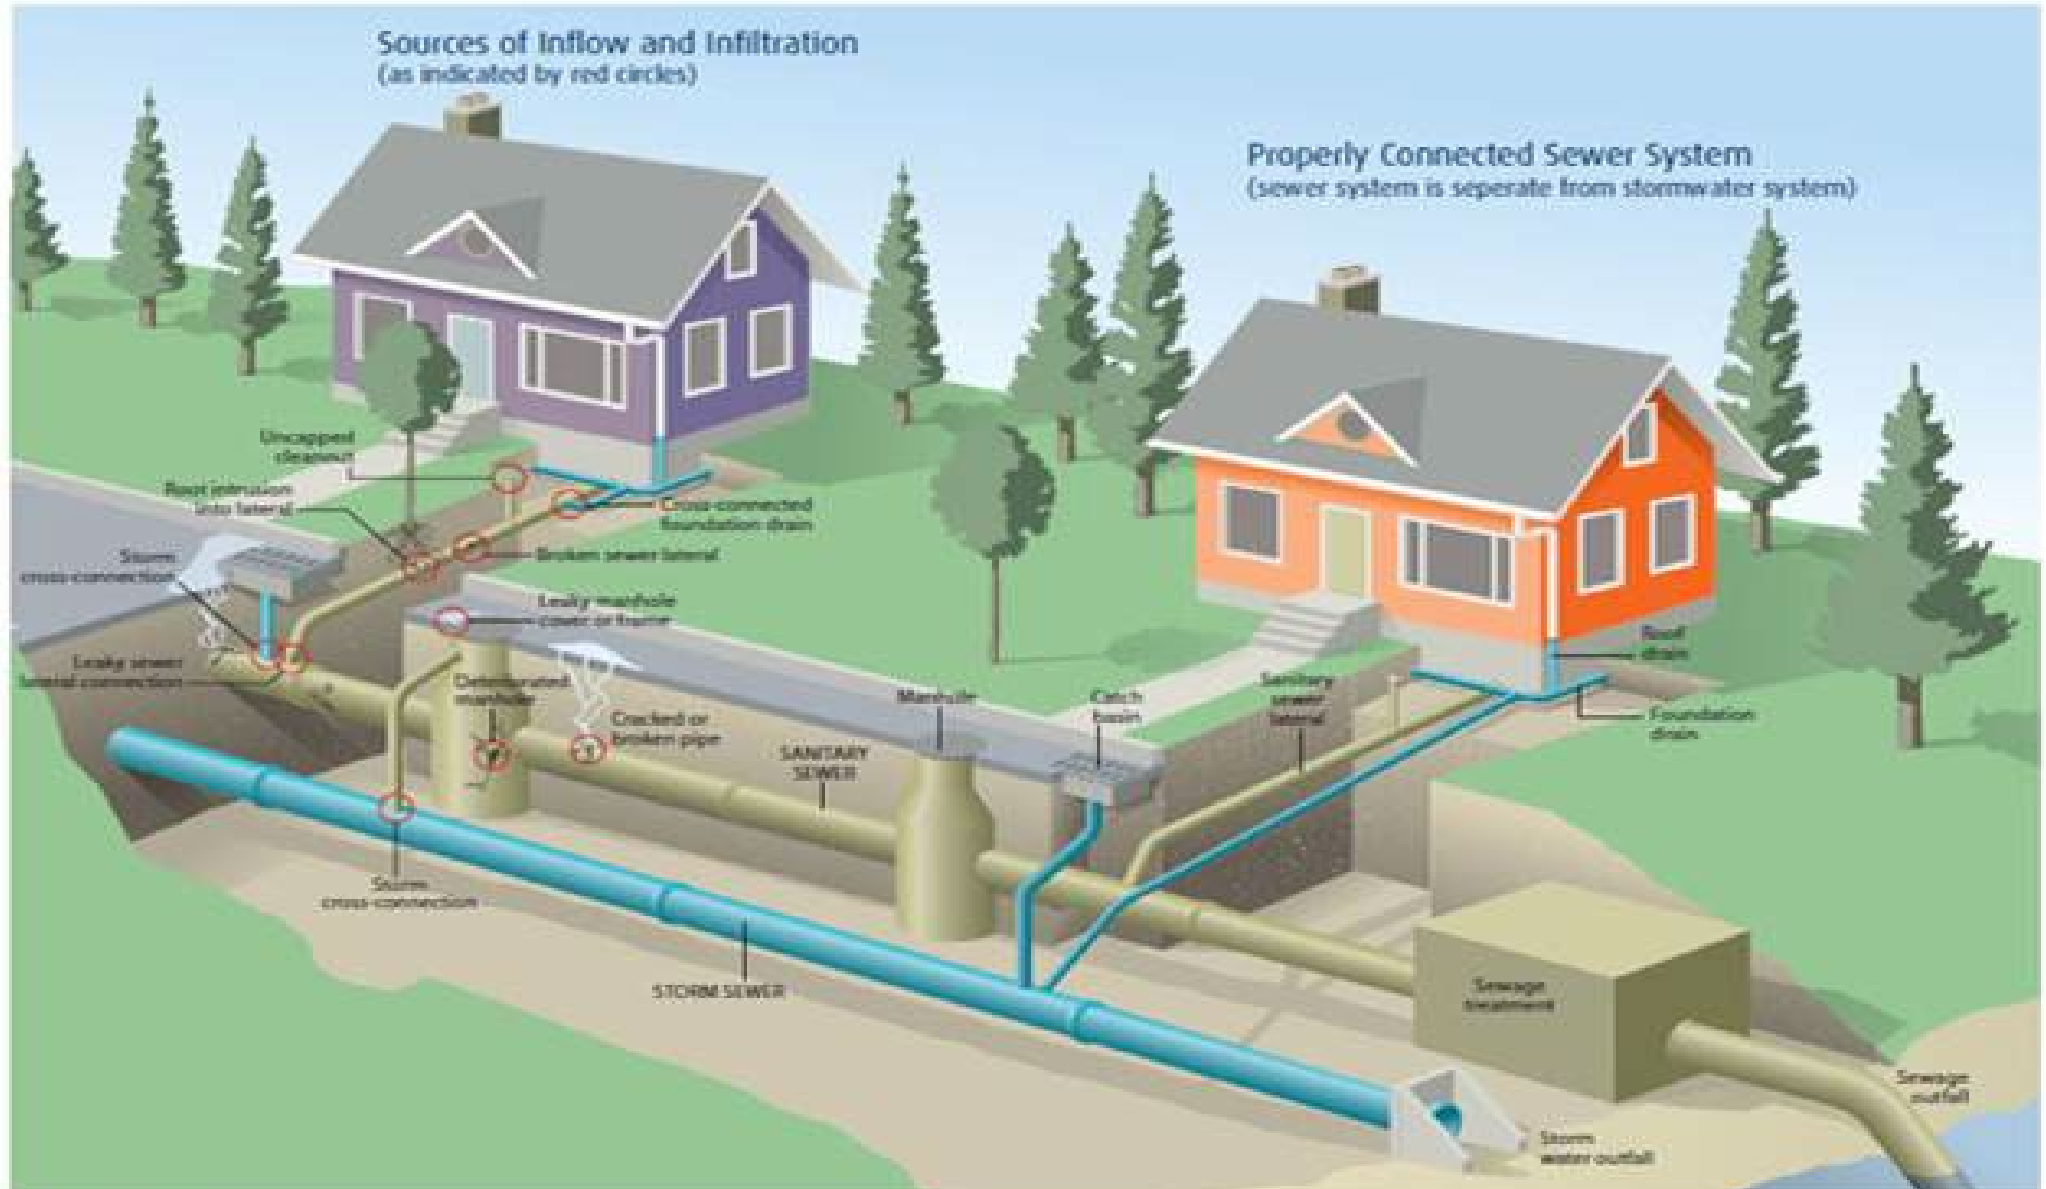 Sources of Inflow and Infiltration
(as indicated by red circles)
Properly Connected Sewer System
(sewer system is seperate from stormwater system)
Uncapped
cleanout
Root intrusion
into lateral
Cross-connected
foundation drain
Broken sewer lateral
Storm
cross-connection
Leaky manhole
cover or frame
Leaky sewer
lateral connection
Deteriorated
manhole
Cracked or
broken pipe
SANITARY
SEWER
Manhole
Catch
basin
Sanitary
sewer
lateral
Roof
drain
Foundation
drain
Storm
cross-connection
STORM SEWER
Sewage
treatment
Sewage
outfall
Storm
water outfall